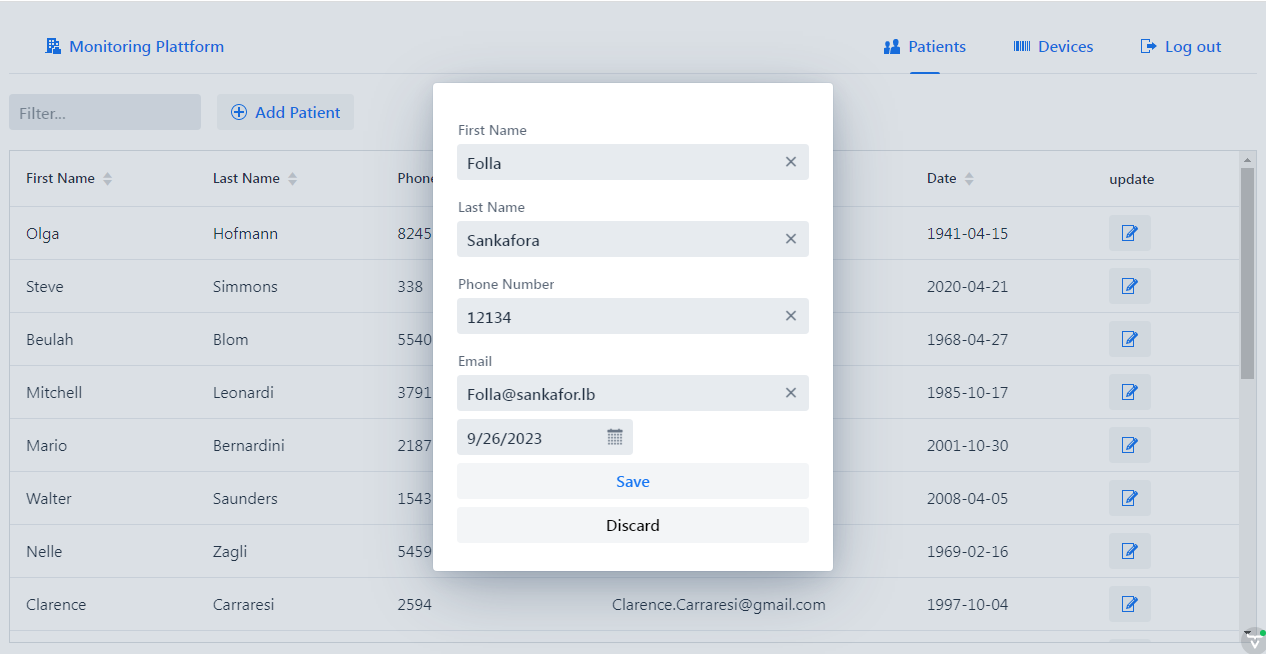 Monitoring Plattform Patients Devices Log out
Filter... Add Patient
First Name Last Name Phone Date update
Olga Hofmann 8245 1941-04-15
Steve Simmons 338 2020-04-21
Beulah Blom 5540 1968-04-27
Mitchell Leonardi 3791 1985-10-17
Mario Bernardini 2187 2001-10-30
Walter Saunders 1543 2008-04-05
Nelle Zagli 5459 1969-02-16
Clarence Carraresi 2594 Clarence.Carraresi@gmail.com 1997-10-04
First Name
Folla
Last Name
Sankafora
Phone Number
12134
Email
Folla@sankafor.lb
9/26/2023
Save
Discard